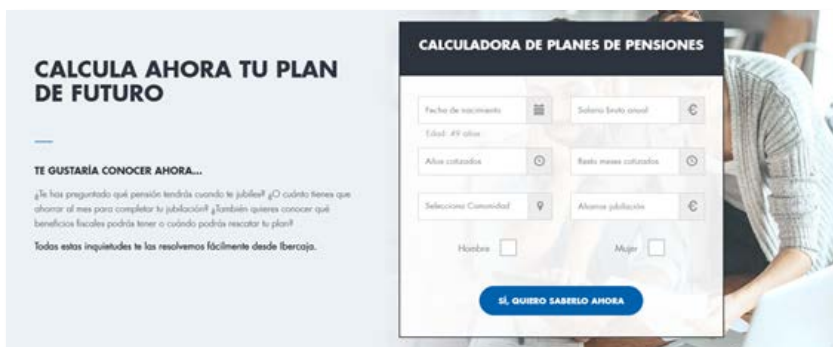 CALCULA AHORA TU PLAN
DE FUTURO
TE GUSTARÍA CONOCER AHORA...
¿Te has preguntado qué pensión tendrás cuando te jubiles? ¿O cuánto tienes que
ahorrar al mes para completar tu jubilación? ¿También quieres conocer qué
beneficios fiscales podrás tener o cuándo podrás rescatar tu plan?
Todas estas inquietudes te las resolvemos fácilmente desde Ibercaja.
CALCULADORA DE PLANES DE PENSIONES
Fecha de nacimiento
Salario bruto anual €
Edad: 49 años
Años cotizados
Resto meses cotizados
Selecciona Comunidad
Ahorros jubilación €
Hombre
Mujer
SÍ, QUIERO SABERLO AHORA